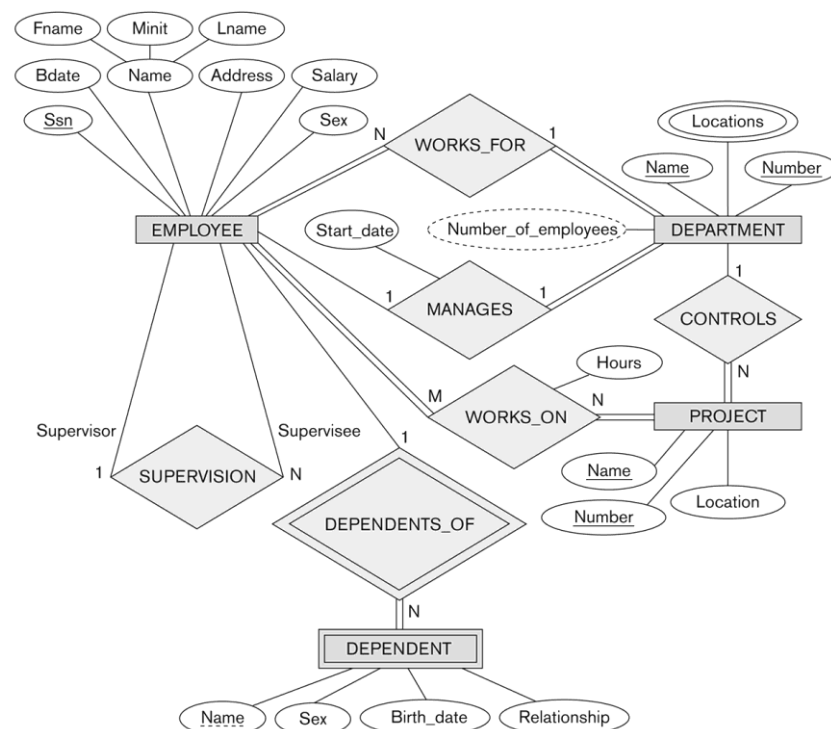 Fname Minit Lname
Bdate Name Address Salary
Ssn Sex
N WORKS_FOR 1
Locations
Name Number
EMPLOYEE
Start_date
Number_of_employees
DEPARTMENT
1 MANAGES 1
1
CONTROLS
N
Hours
M WORKS_ON N
PROJECT
Supervisor Supervisee
1 SUPERVISION N
1
Name
Number
Location
DEPENDENTS_OF
N
DEPENDENT
Name Sex Birth_date Relationship